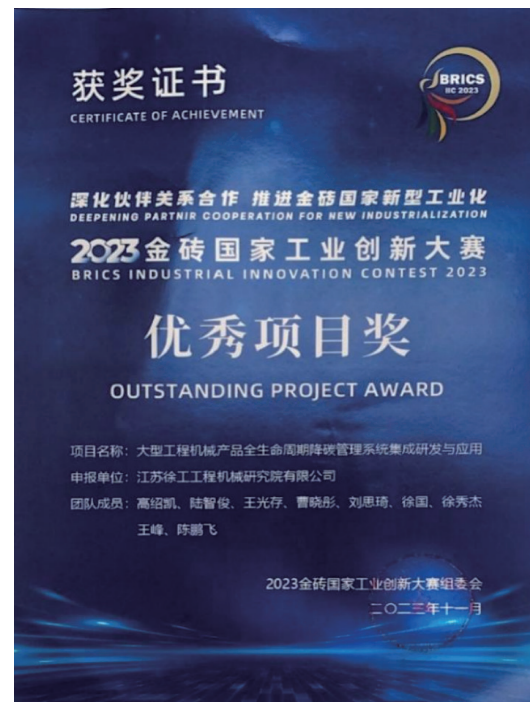 获奖证书
CERTIFICATE OF ACHIEVEMENT
BRICS
IIC 2023
深化伙伴关系合作 推进金砖国家新型工业化
DEEPENING PARTNIR COOPERATION FOR NEW INDUSTRIALIZATION
2023金砖国家工业创新大赛
BRICS INDUSTRIAL INNOVATION CONTEST 2023
优秀项目奖
OUTSTANDING PROJECT AWARD
项目名称：大型工程机械产品全生命周期降碳管理系统集成研发与应用
申报单位：江苏徐工工程机械研究院有限公司
团队成员：高绍凯、陆智俊、王光存、曹晓彤、刘思琦、徐国、徐秀杰
王峰、陈鹏飞
2023金砖国家工业创新大赛组委会
二〇二三年十一月